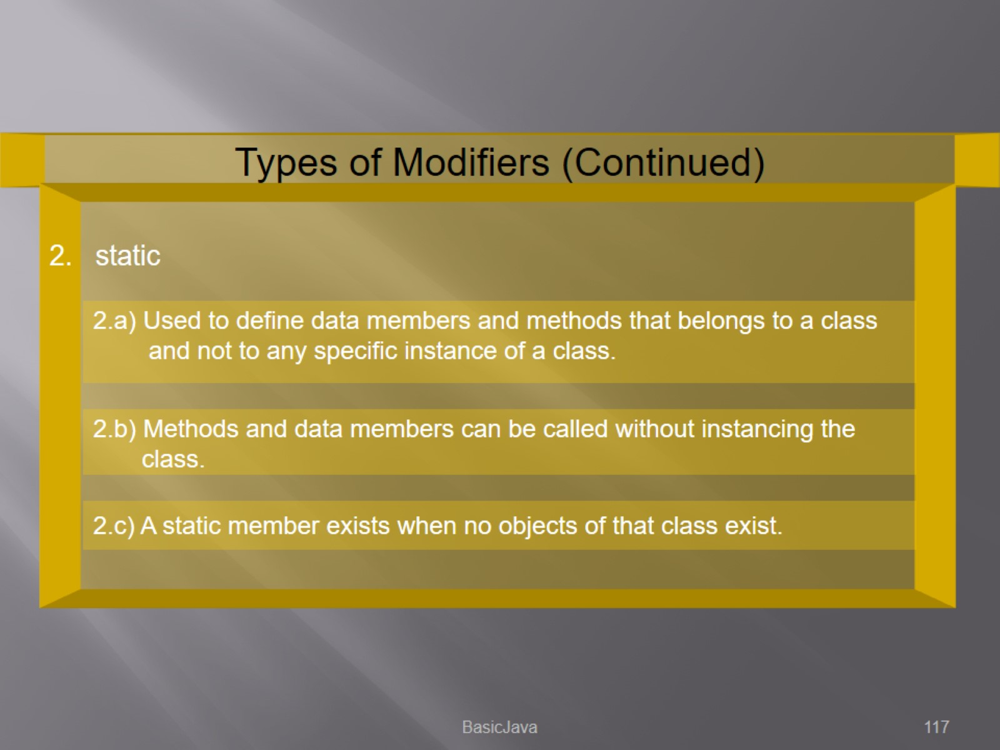 Types of Modifiers (Continued)
2. static
2.a) Used to define data members and methods that belongs to a class
and not to any specific instance of a class.
2.b) Methods and data members can be called without instancing the
class.
2.c) A static member exists when no objects of that class exist.
BasicJava
117